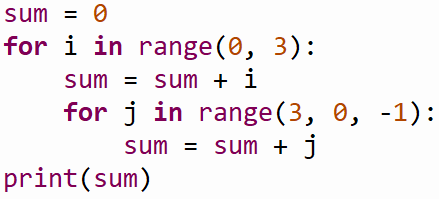 sum = 0
for i in range(0, 3):
    sum = sum + i
    for j in range(3, 0, -1):
        sum = sum + j
print(sum)